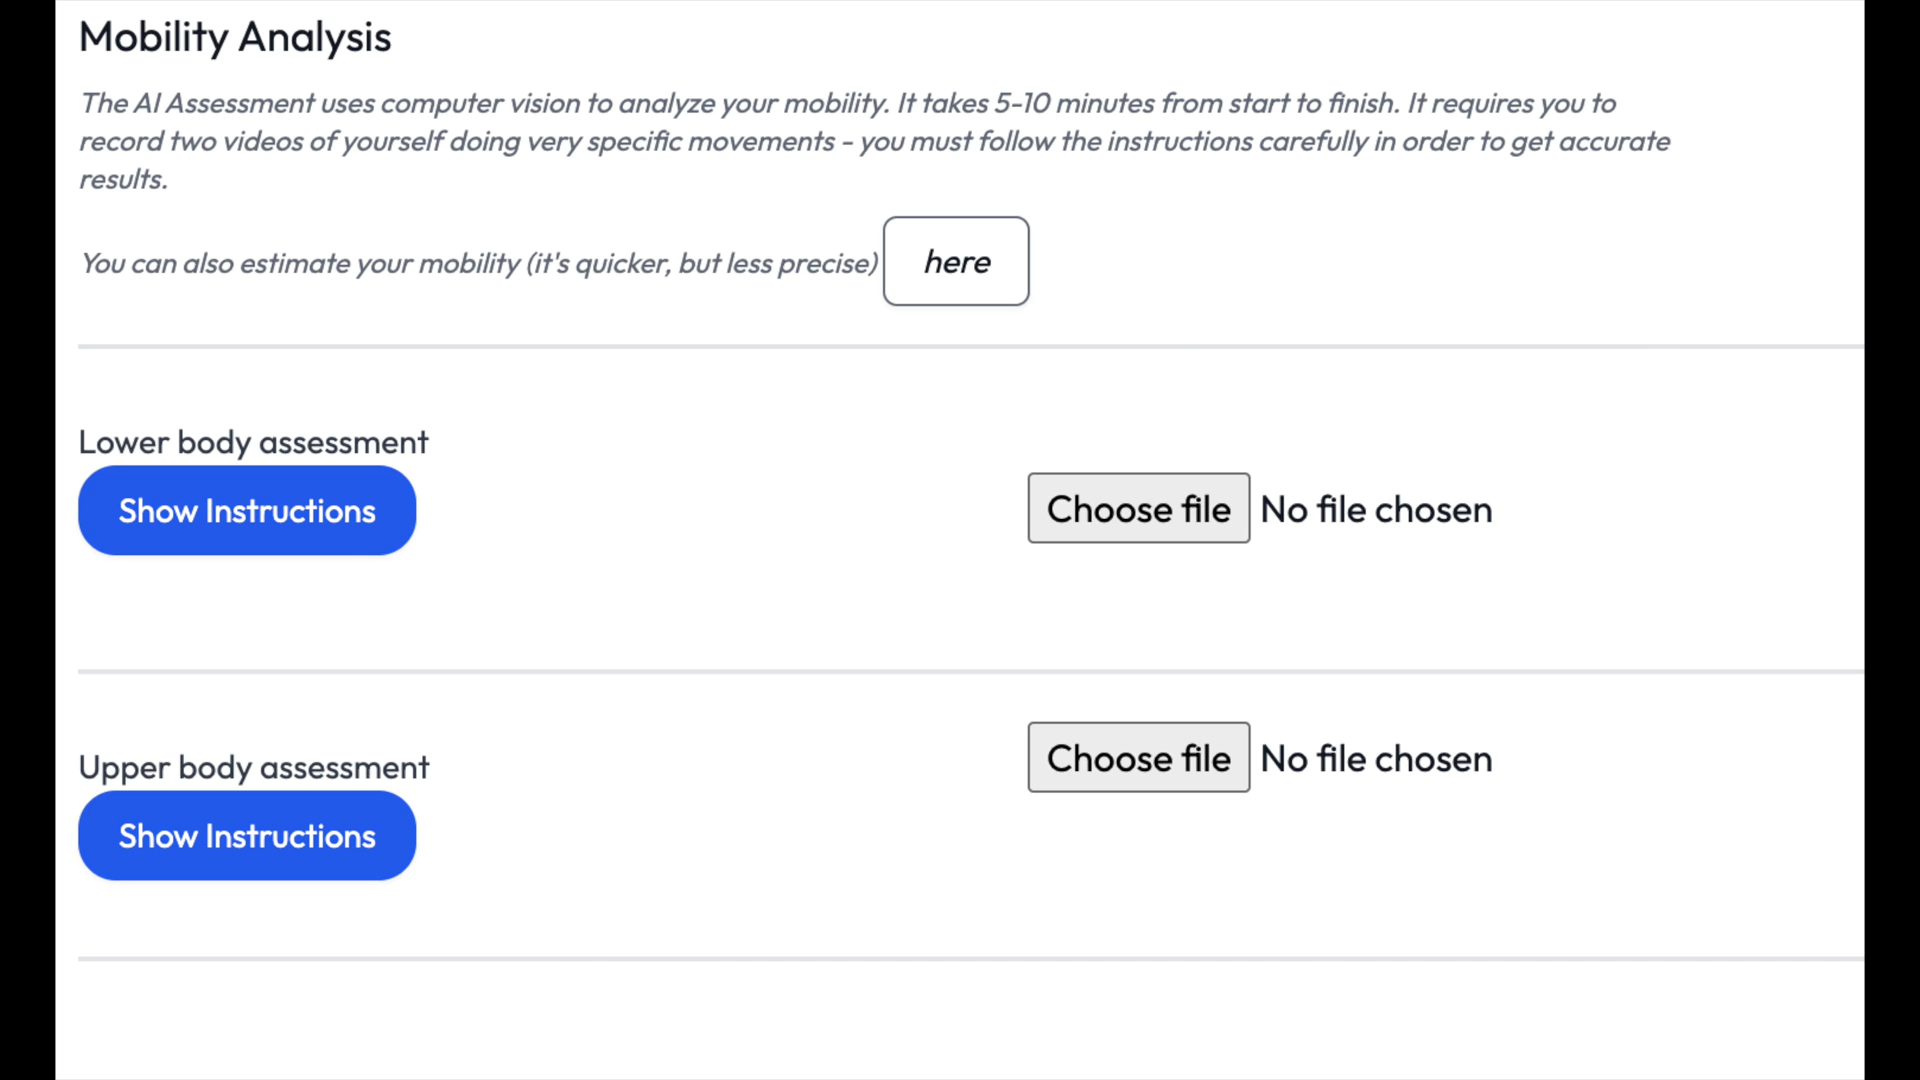 Mobility Analysis
The AI Assessment uses computer vision to analyze your mobility. It takes 5-10 minutes from start to finish. It requires you to
record two videos of yourself doing very specific movements - you must follow the instructions carefully in order to get accurate
results.
You can also estimate your mobility (it's quicker, but less precise) here
Lower body assessment
Show Instructions
Choose file No file chosen
Upper body assessment
Show Instructions
Choose file No file chosen